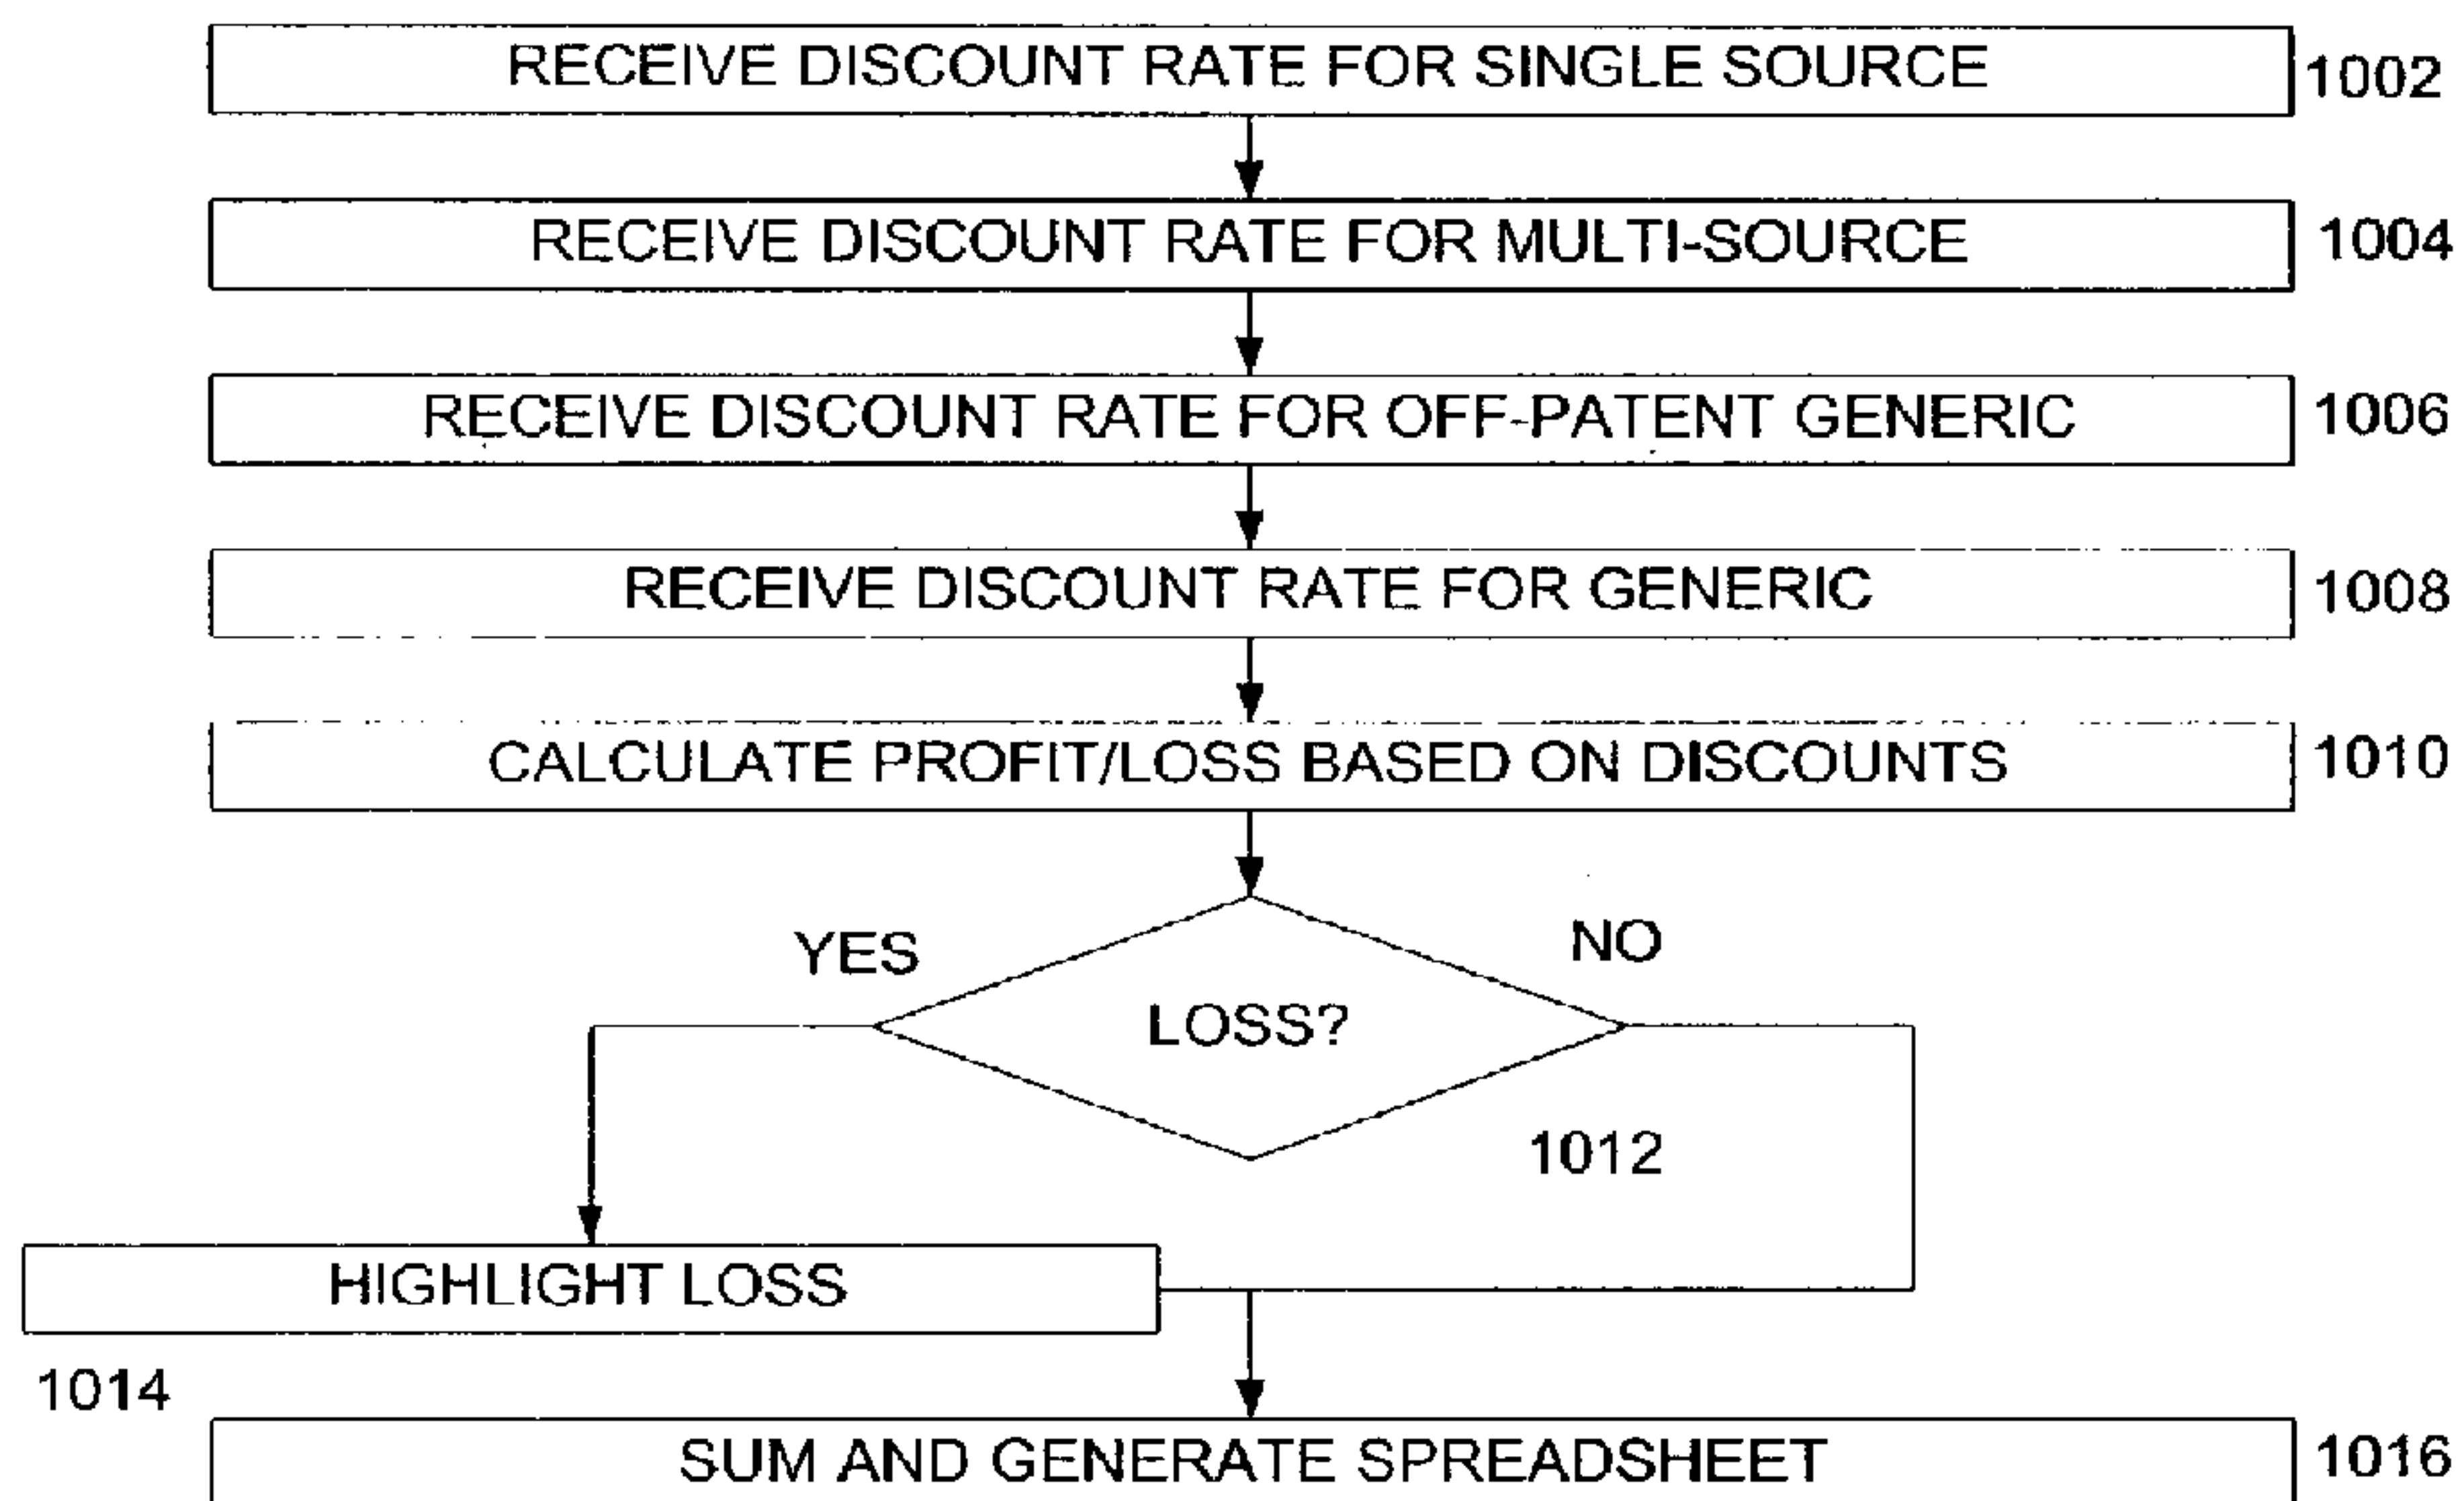 RECEIVE DISCOUNT RATE FOR SINGLE SOURCE
1002
RECEIVE DISCOUNT RATE FOR MULTI-SOURCE
1004
RECEIVE DISCOUNT RATE FOR OFF-PATENT GENERIC
1006
RECEIVE DISCOUNT RATE FOR GENERIC
1008
CALCULATE PROFIT/LOSS BASED ON DISCOUNTS
1010
YES
NO
LOSS?
1012
HIGHLIGHT LOSS
1014
SUM AND GENERATE SPREADSHEET
1016